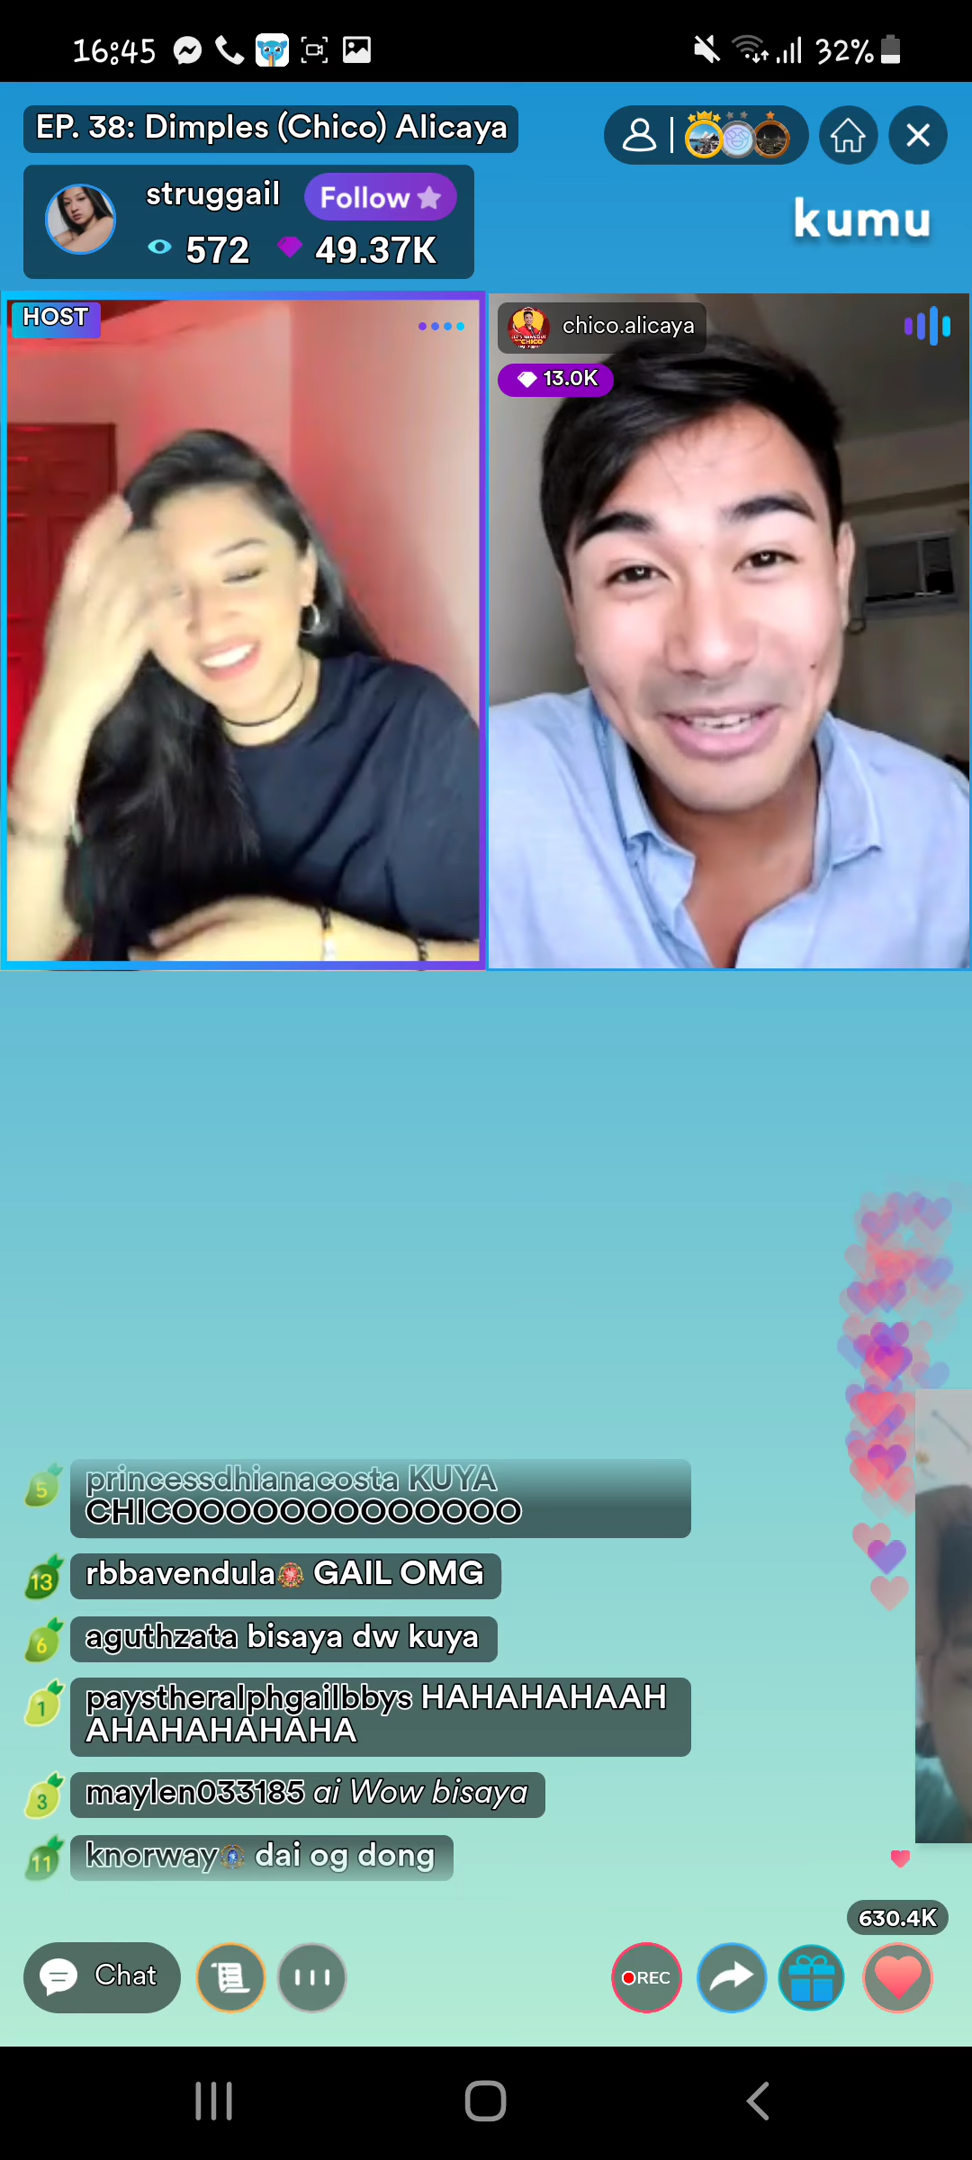 16:45
32%
EP. 38: Dimples (Chico) Alicaya
struggail
Follow
572
49.37K
kumu
HOST
chico.alicaya
13.0K
5
princessdhianacosta KUYA
CHICOOOOOOOOOOOOO
13
rbbavendula GAIL OMG
6
aguthzata bisaya dw kuya
1
paystheralphgailbbys HAHAHAHAAH
AHAHAHAHAHA
3
maylen033185 ai Wow bisaya
11
knorway dai og dong
630.4K
Chat
REC